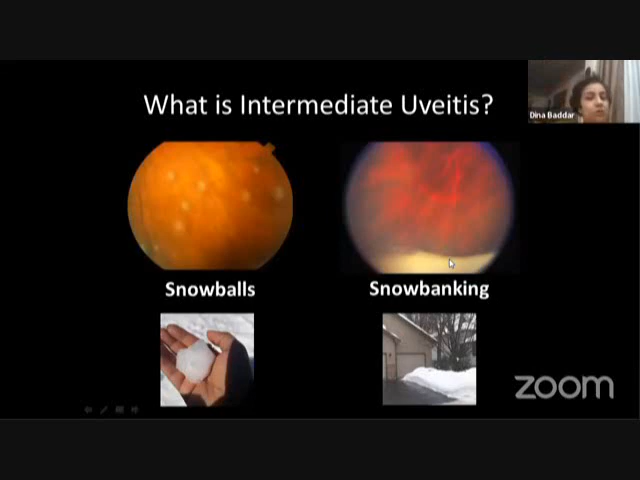 What is Intermediate Uveitis?
Dina Baddar
Snowballs
Snowbanking
zoom